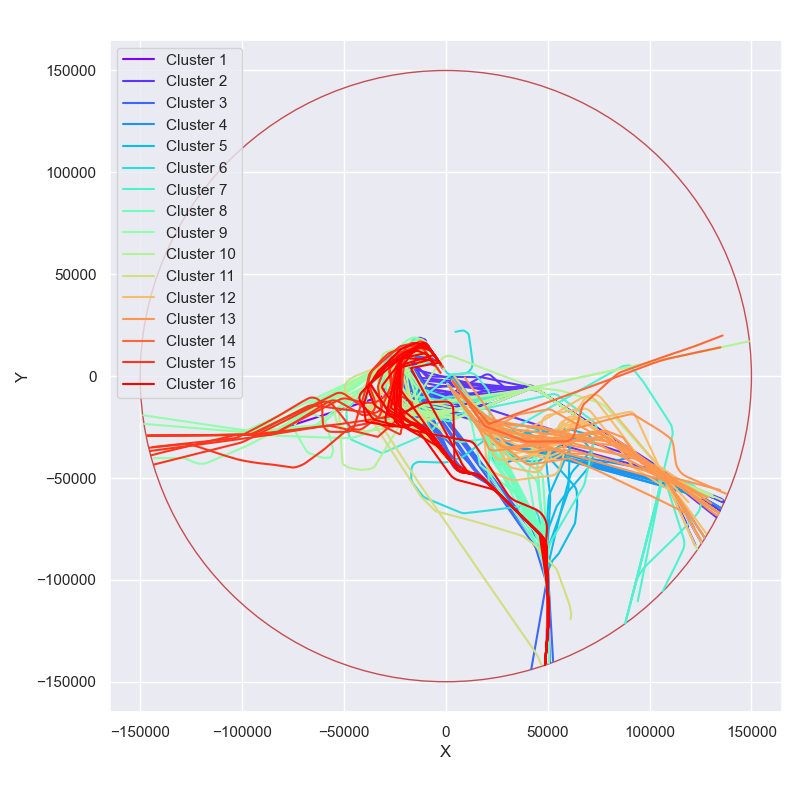 Cluster 1
Cluster 2
Cluster 3
Cluster 4
Cluster 5
Cluster 6
Cluster 7
Cluster 8
Cluster 9
Cluster 10
Cluster 11
Cluster 12
Cluster 13
Cluster 14
Cluster 15
Cluster 16
150000
100000
50000
0
−50000
−100000
−150000
Y
−150000 −100000 −50000 0 50000 100000 150000
X